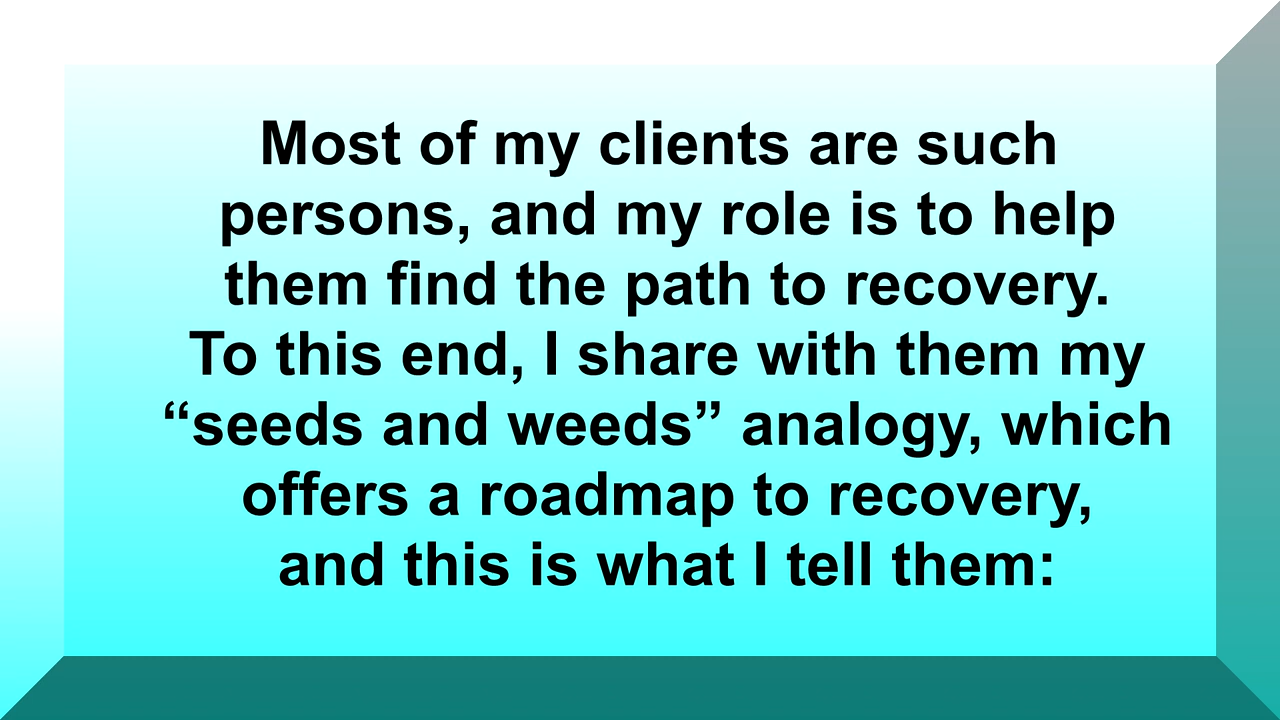 Most of my clients are such
persons, and my role is to help
them find the path to recovery.
To this end, I share with them my
“seeds and weeds” analogy, which
offers a roadmap to recovery,
and this is what I tell them: